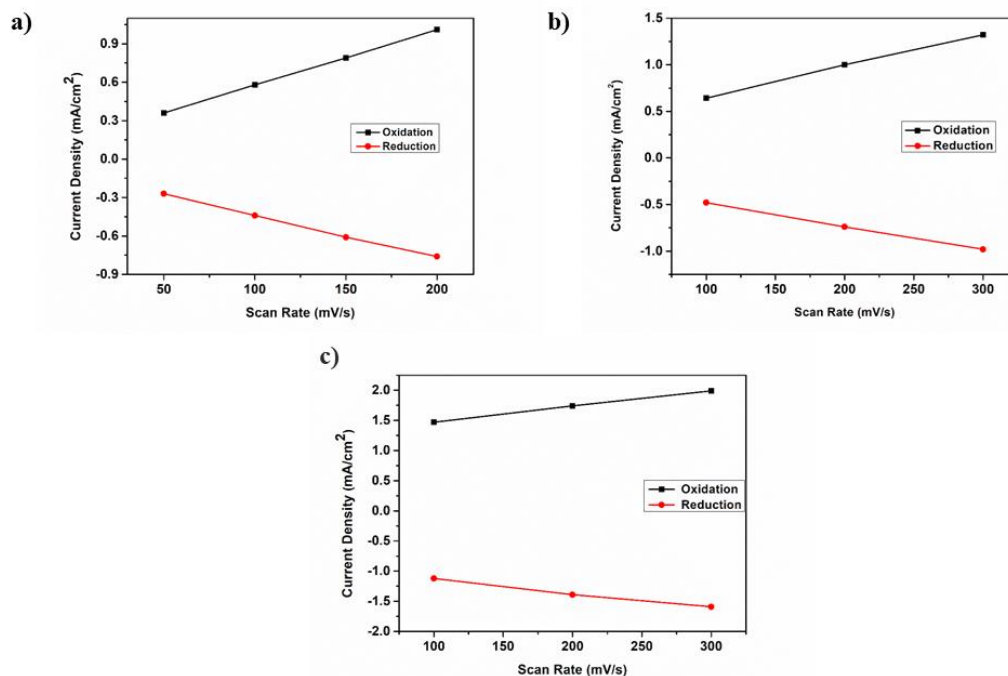 a)
Current Density (mA/cm²)
0.9
0.6
0.3
0.0
-0.3
-0.6
-0.9
Oxidation
Reduction
50
100
150
200
Scan Rate (mV/s)
b)
Current Density (mA/cm²)
1.5
1.0
0.5
0.0
-0.5
-1.0
Oxidation
Reduction
100
150
200
250
300
Scan Rate (mV/s)
c)
Current Density (mA/cm²)
2.0
1.5
1.0
0.5
0.0
-0.5
-1.0
-1.5
-2.0
Oxidation
Reduction
100
150
200
250
300
Scan Rate (mV/s)